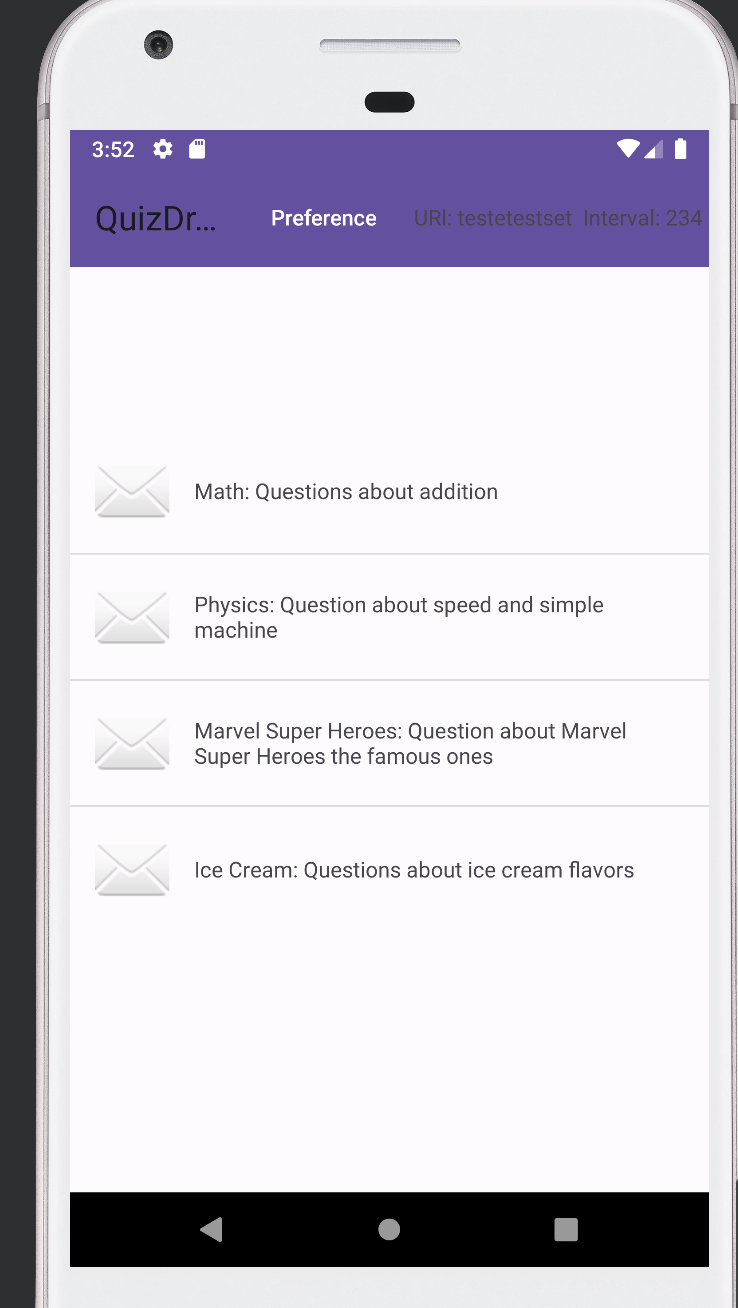 3:52
QuizDr... Preference URl: testetestset Interval: 234
Math: Questions about addition
Physics: Question about speed and simple
machine
Marvel Super Heroes: Question about Marvel
Super Heroes the famous ones
Ice Cream: Questions about ice cream flavors